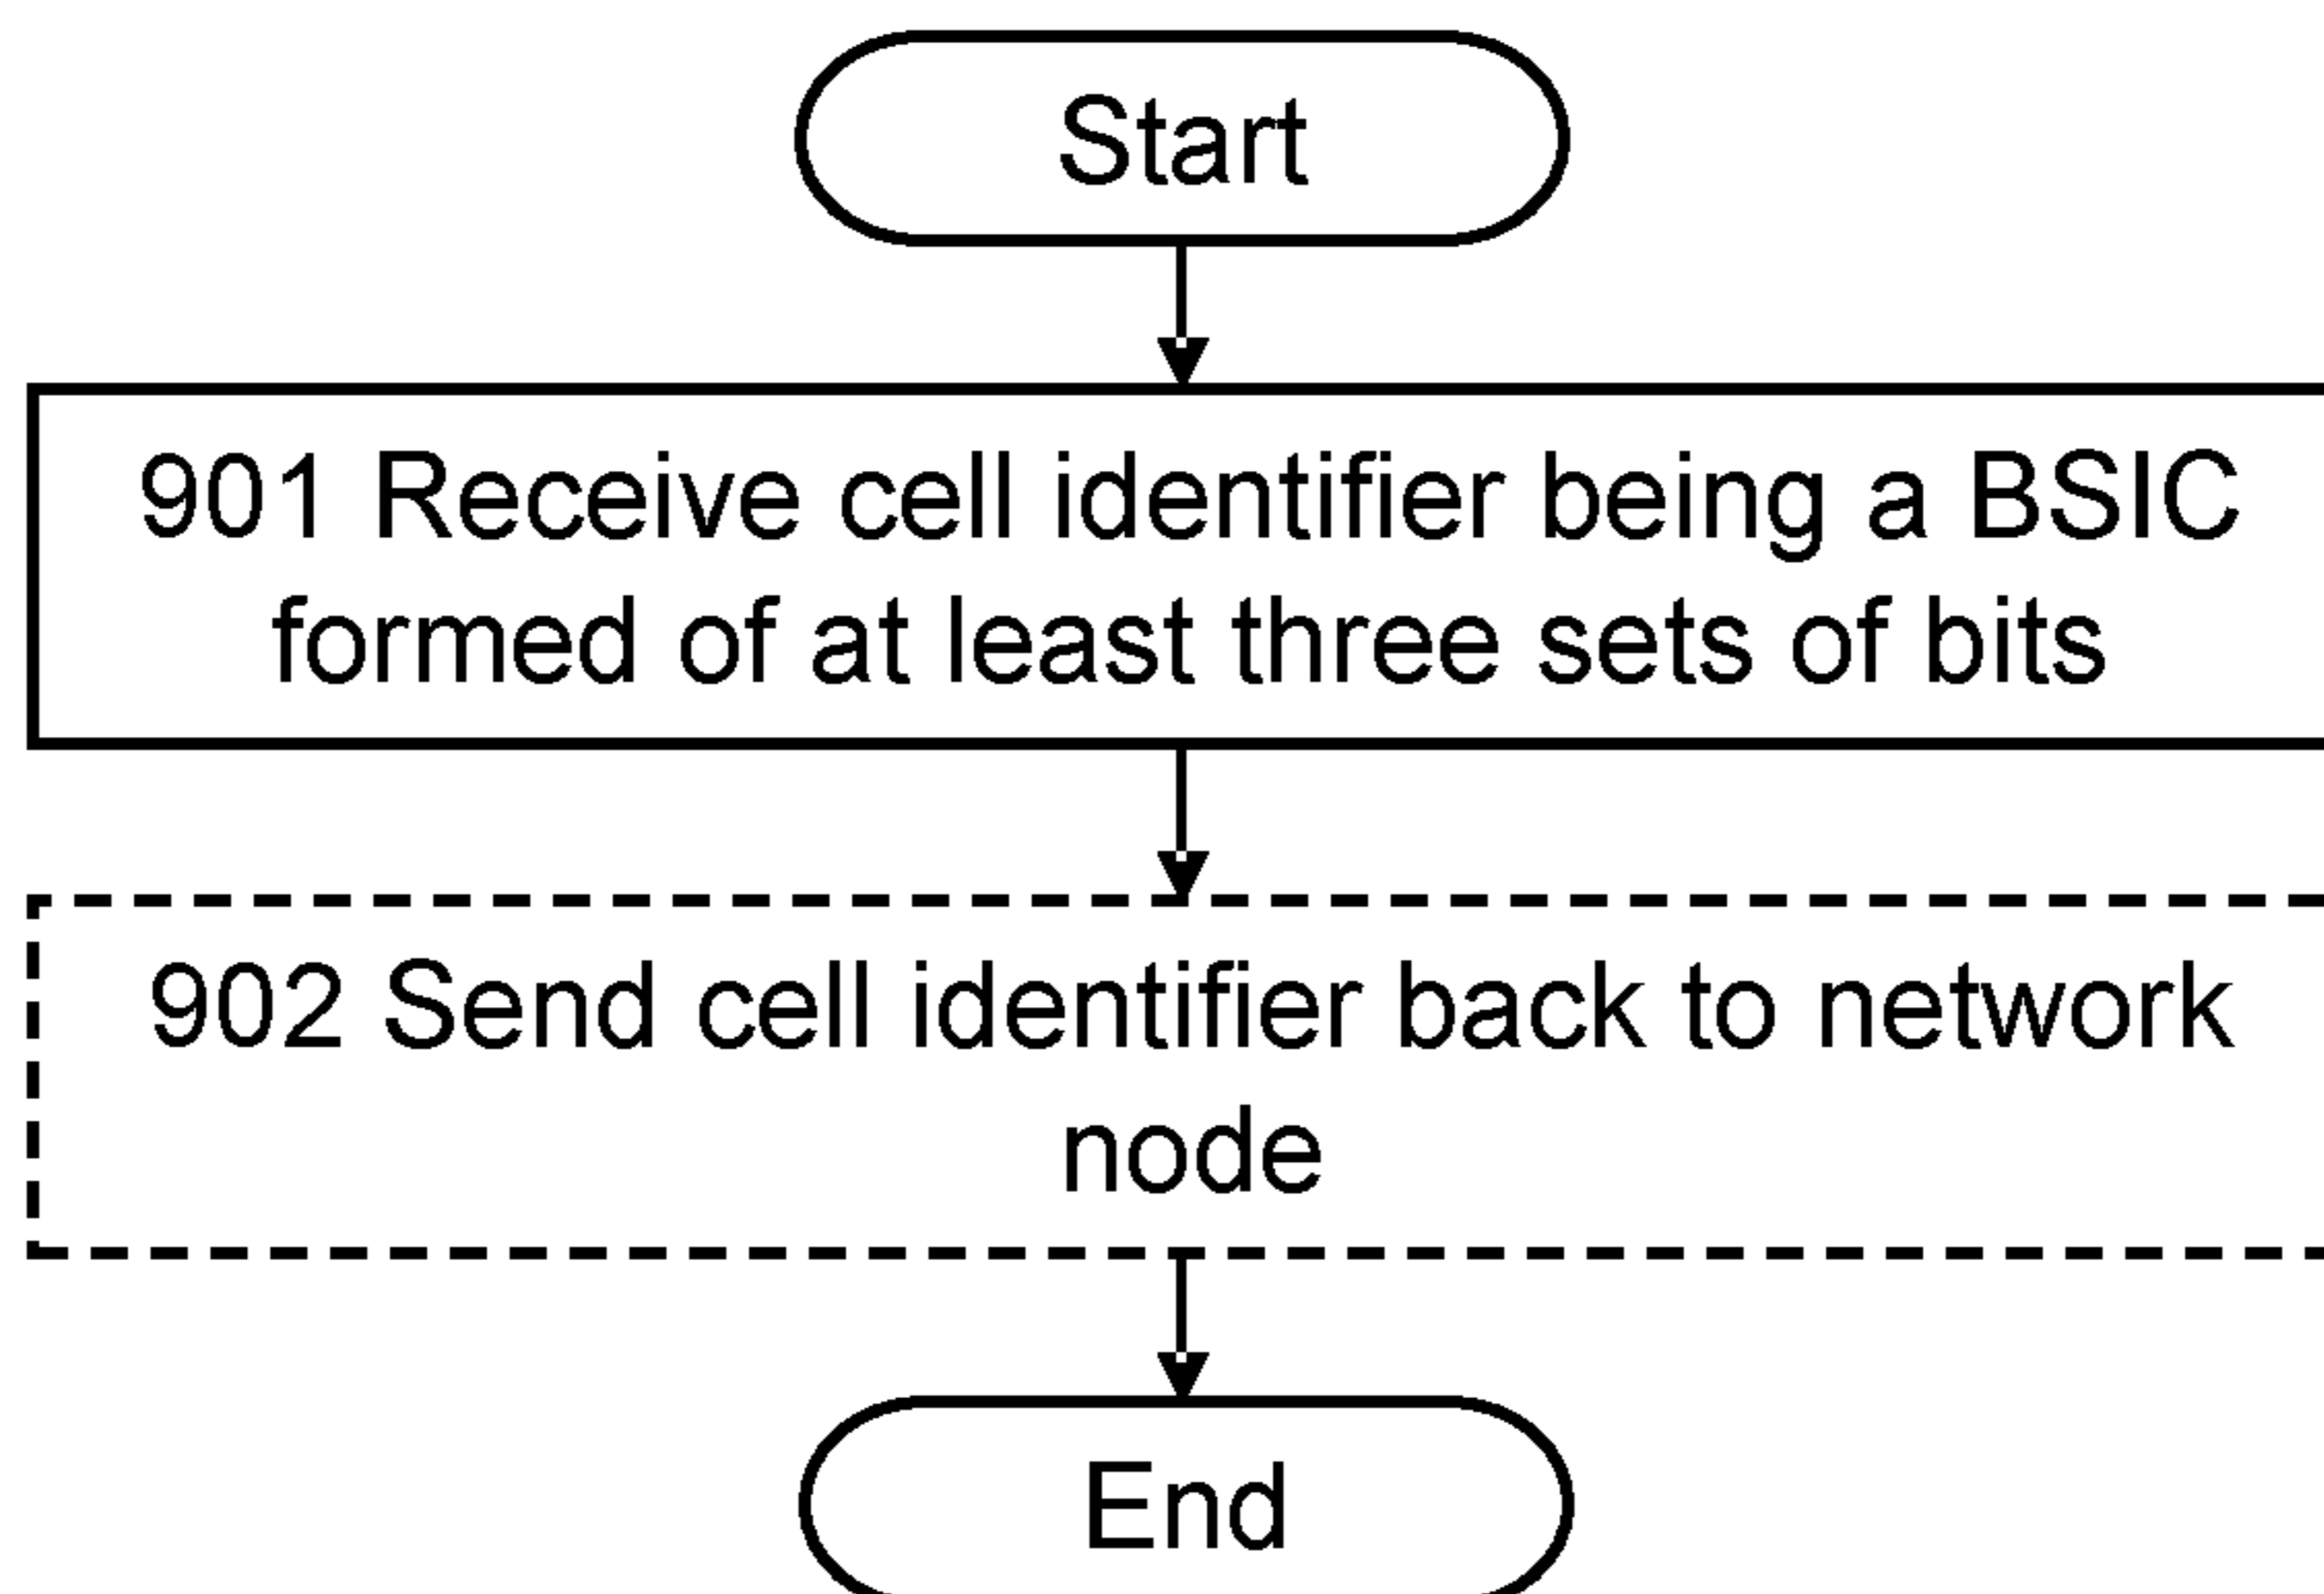 Start
901 Receive cell identifier being a BSIC
formed of at least three sets of bits
902 Send cell identifier back to network
node
End